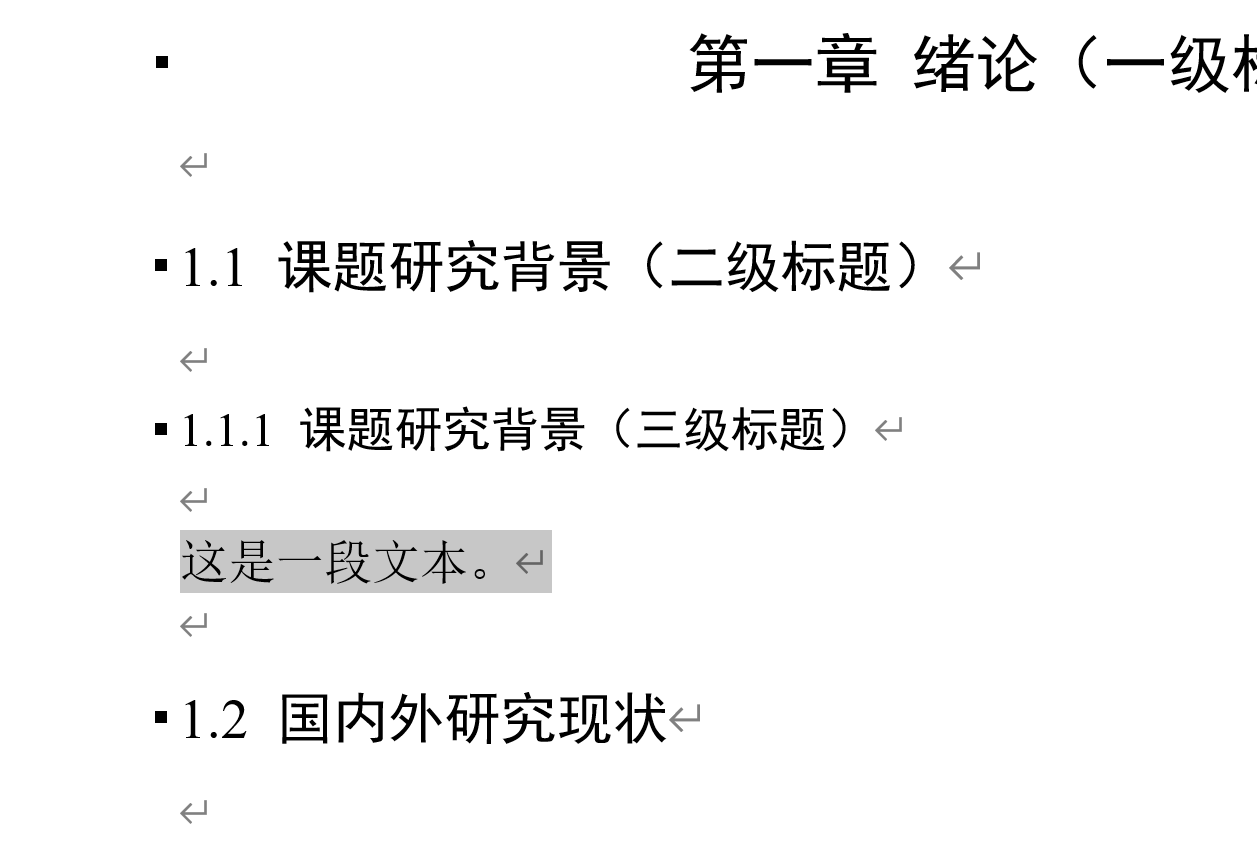 第一章 绪论（一级
1.1 课题研究背景（二级标题）
1.1.1 课题研究背景（三级标题）
这是一段文本。
1.2 国内外研究现状